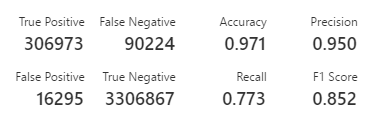 True Positive False Negative Accuracy Precision
306973 90224 0.971 0.950
False Positive True Negative Recall F1 Score
16295 3306867 0.773 0.852